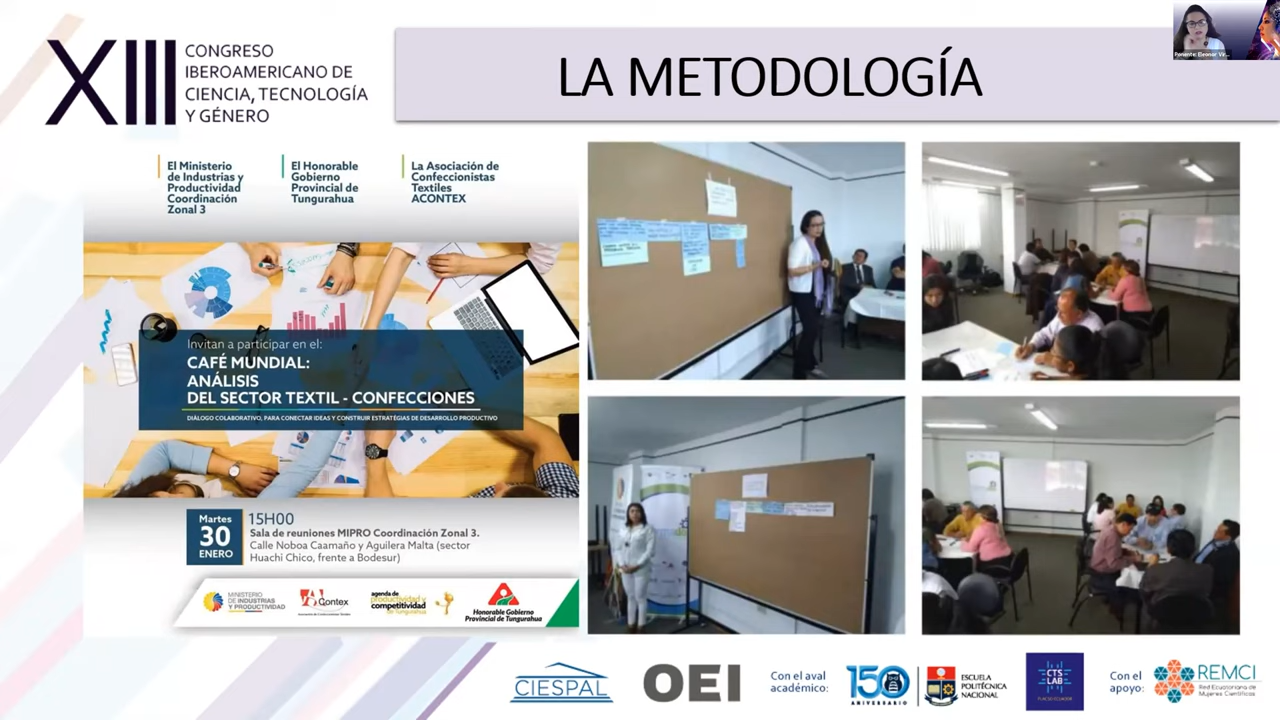 XIII
CONGRESO
IBEROAMERICANO DE
CIENCIA, TECNOLOGÍA
Y GÉNERO
LA METODOLOGÍA
El Ministerio
de Industrias y
Productividad
Coordinación
Zonal 3
El Honorable
Gobierno
Provincial de
Tungurahua
La Asociación de
Confeccionistas
Textiles
ACONTEX
Invitan a participar en el:
CAFÉ MUNDIAL:
ANÁLISIS
DEL SECTOR TEXTIL - CONFECCIONES
DIÁLOGO COLABORATIVO, PARA CONECTAR IDEAS Y CONSTRUIR ESTRATÉGIAS DE DESARROLLO PRODUCTIVO
Martes
30
ENERO
15H00
Sala de reuniones MIPRO Coordinación Zonal 3.
Calle Noboa Caamaño y Aguilera Malta (sector
Huachi Chico, frente a Bodesur)
MINISTERIO
DE INDUSTRIAS
Y PRODUCTIVIDAD
agenda de
productividad y
competitividad
de Tungurahua
Honorable Gobierno
Provincial de Tungurahua
CIESPAL
OEI
Con el aval
académico:
150
ANIVERSARIO
ESCUELA
POLITÉCNICA
NACIONAL
CTS
LAB
FLACSO ECUADOR
Con el
apoyo:
REMCI
Red Ecuatoriana de
Mujeres Científicas